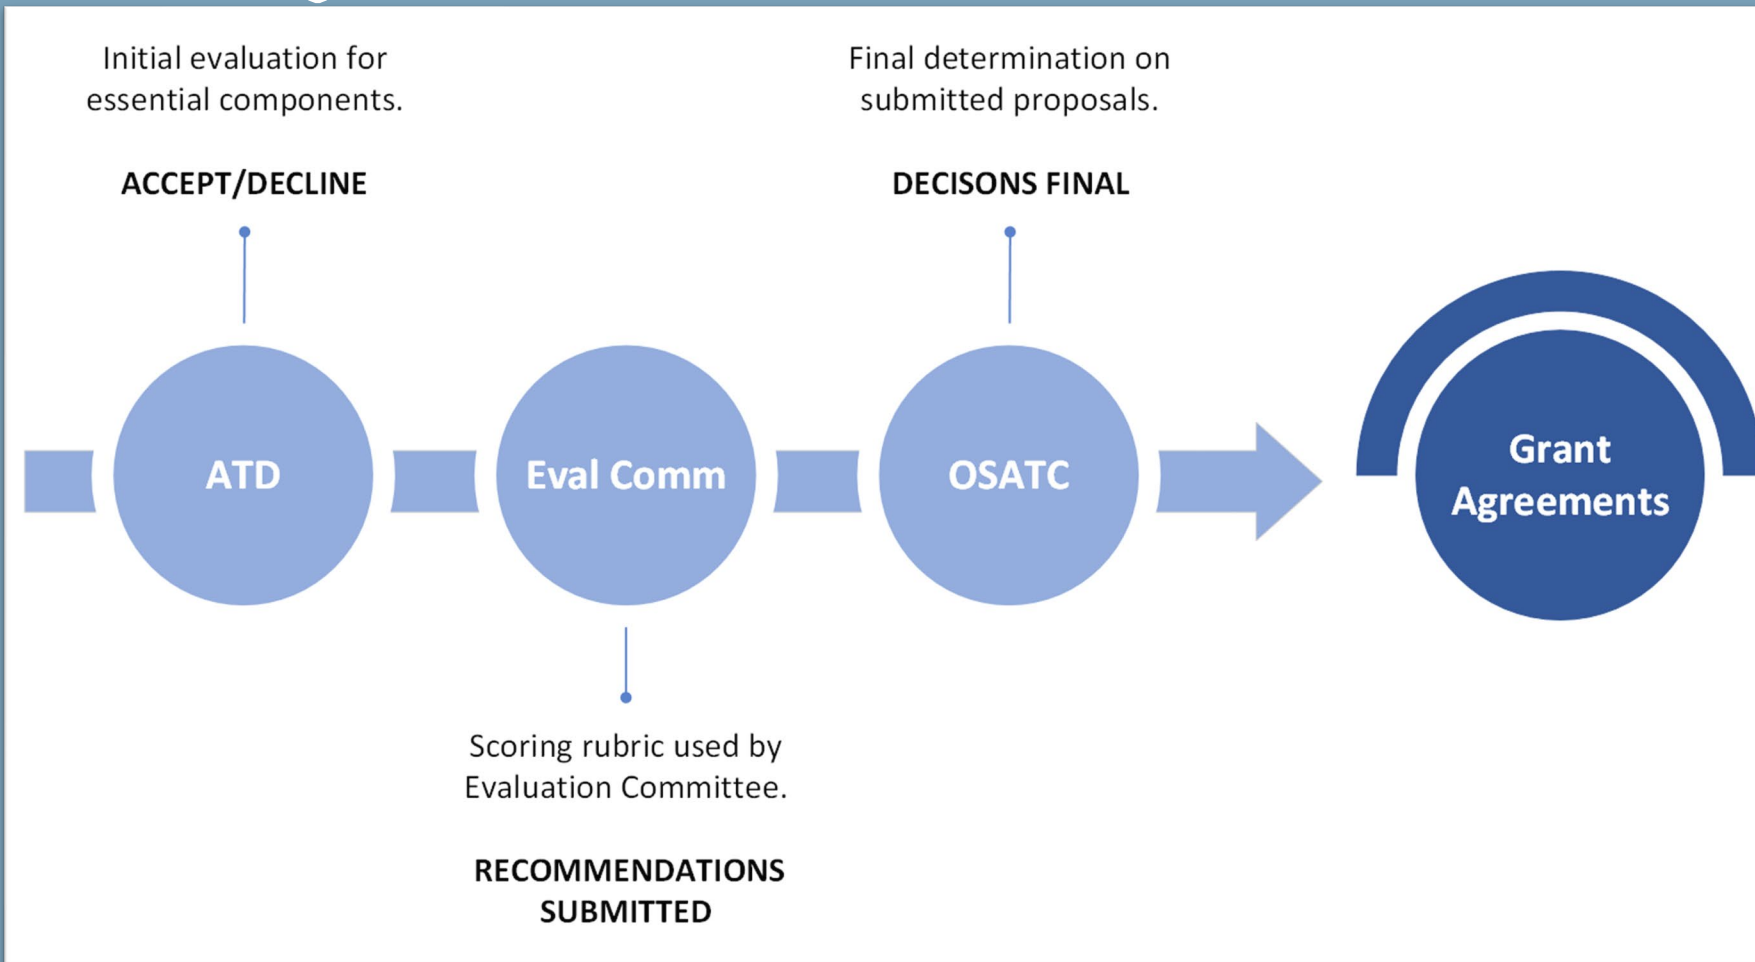 Initial evaluation for
essential components.
ACCEPT/DECLINE
Final determination on
submitted proposals.
DECISONS FINAL
ATD
Eval Comm
OSATC
Grant
Agreements
Scoring rubric used by
Evaluation Committee.
RECOMMENDATIONS
SUBMITTED